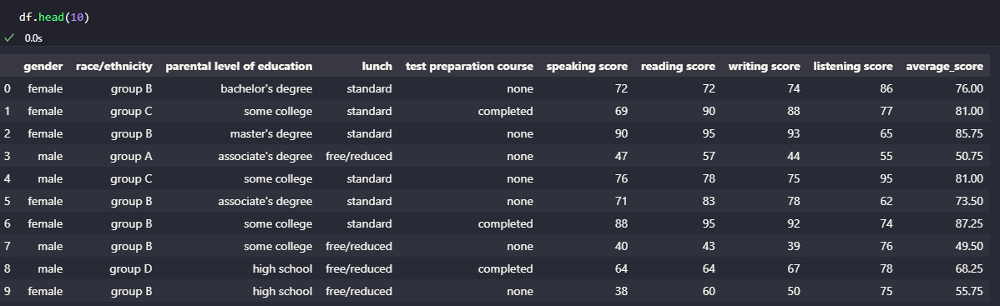 df.head(10)
0.0s
gender race/ethnicity parental level of education lunch test preparation course speaking score reading score writing score listening score average_score
0 female group B bachelor's degree standard none 72 72 74 86 76.00
1 female group C some college standard completed 69 90 88 77 81.00
2 female group B master's degree standard none 90 95 93 65 85.75
3 male group A associate's degree free/reduced none 47 57 44 55 50.75
4 male group C some college standard none 76 78 75 95 81.00
5 female group B associate's degree standard none 71 83 78 62 73.50
6 female group B some college standard completed 88 95 92 74 87.25
7 male group B some college free/reduced none 40 43 39 76 49.50
8 male group D high school free/reduced completed 64 64 67 78 68.25
9 female group B high school free/reduced none 38 60 50 75 55.75